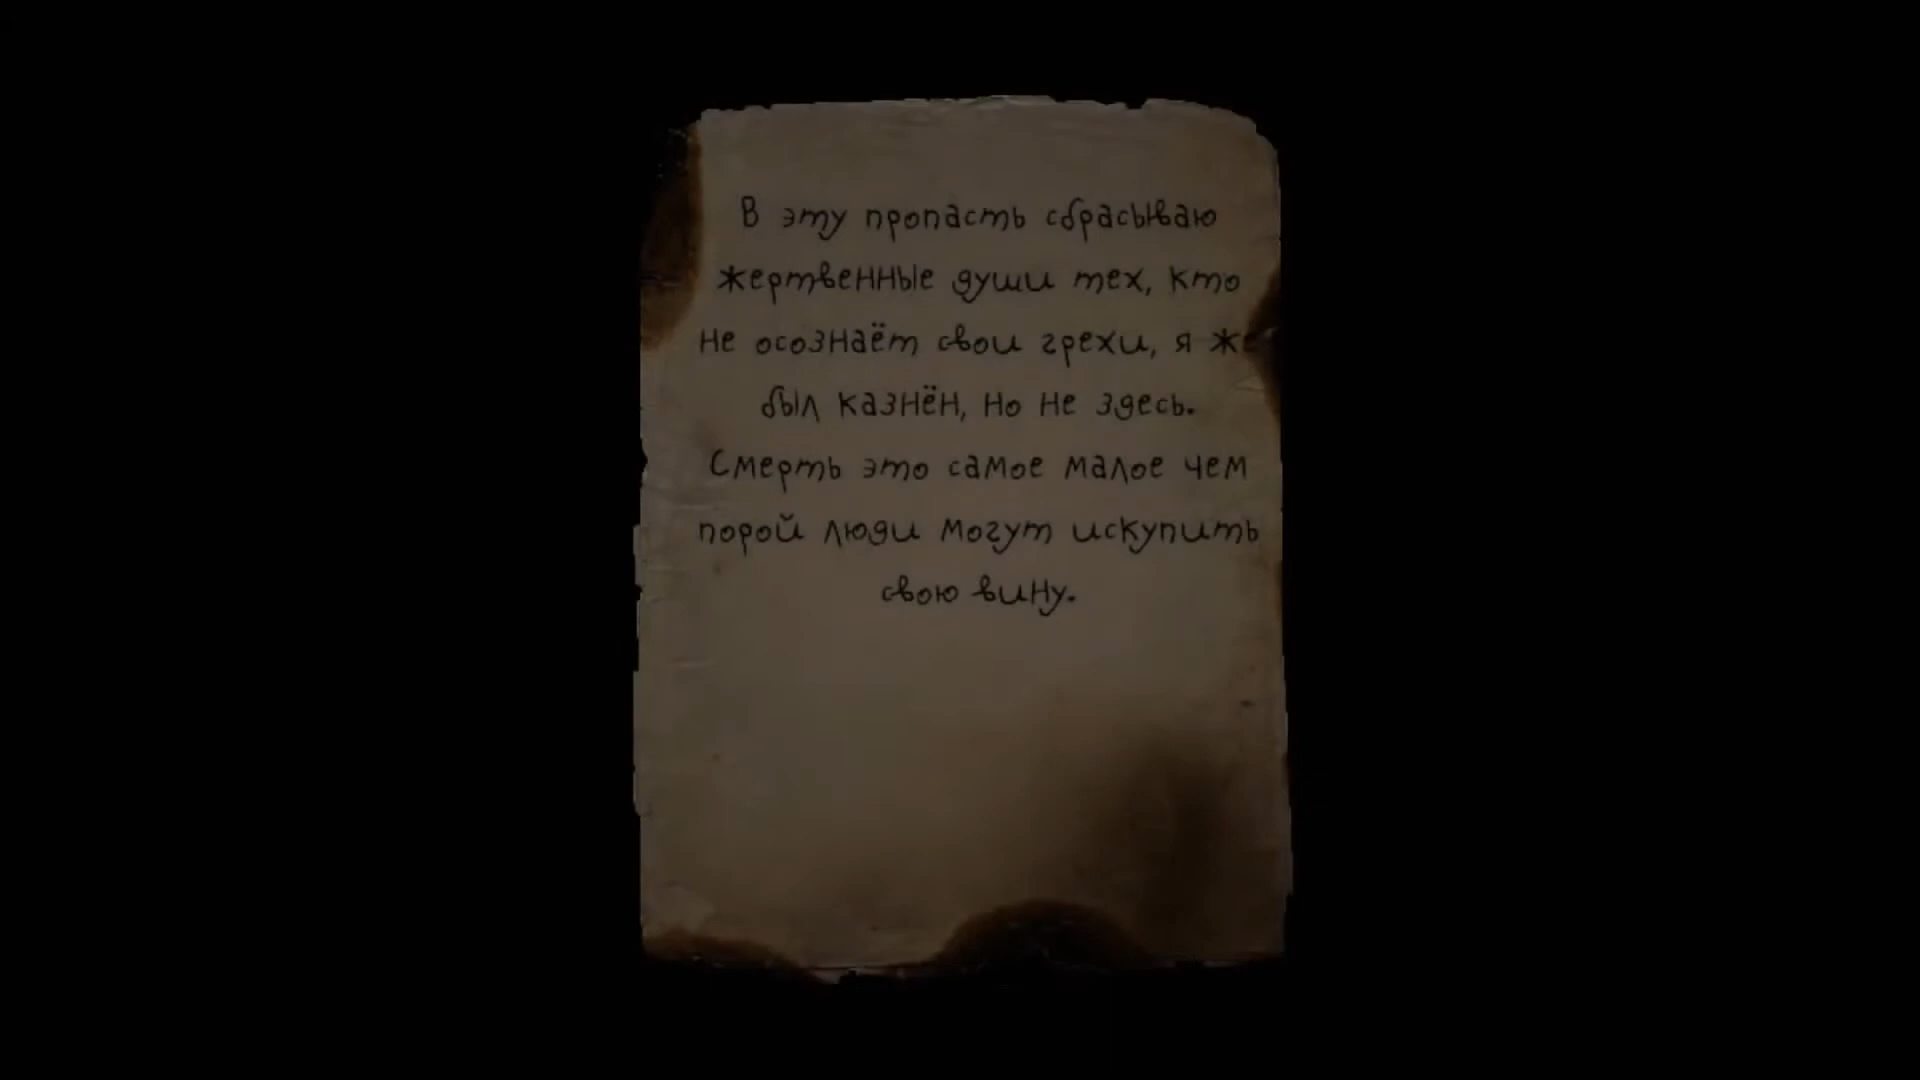 В эту пропасть сбрасываю
жертвенные души тех, кто
не осознаёт свои грехи, я же
был казнён, но не здесь.
Смерть это самое малое чем
порой люди могут искупить
свою вину.